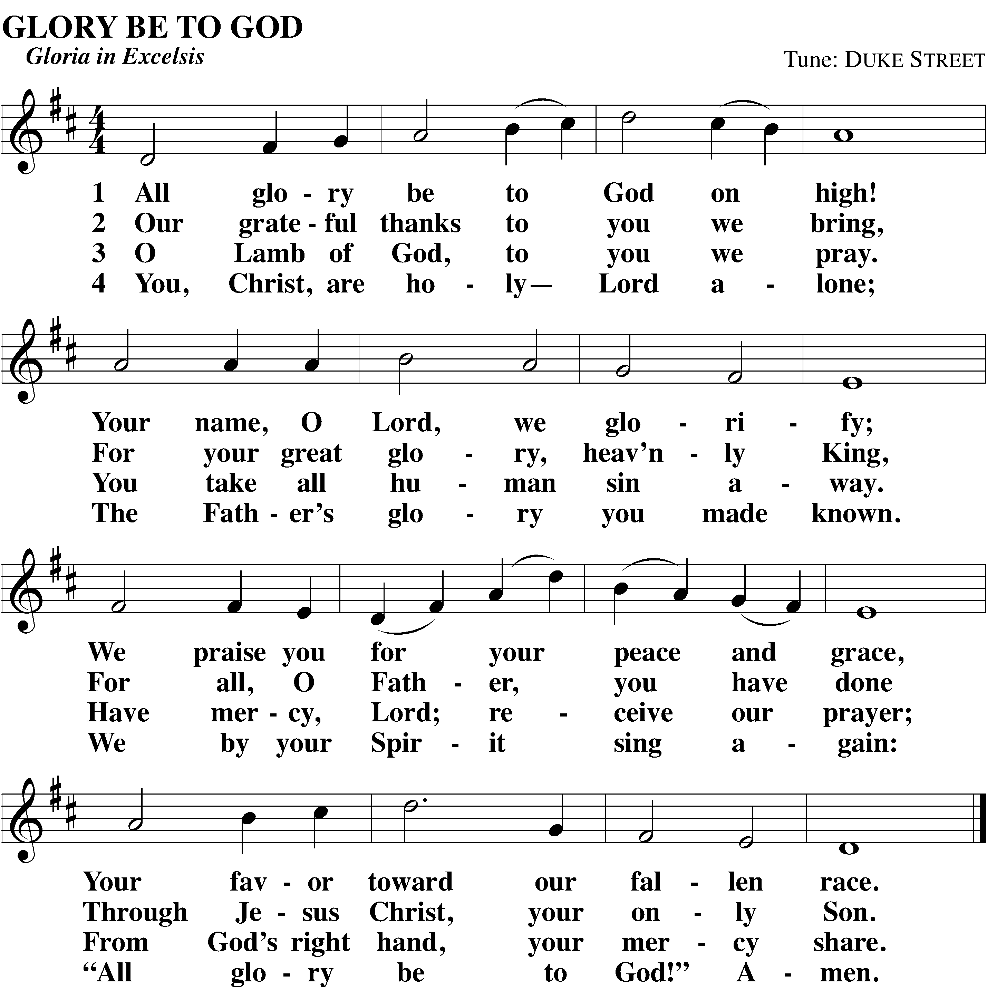 GLORY BE TO GOD
Gloria in Excelsis
Tune: DUKE STREET
1 All glo - ry be to God on high!
2 Our grate - ful thanks to you we bring,
3 O Lamb of God, to you we pray.
4 You, Christ, are ho - ly— Lord a - lone;
Your name, O Lord, we glo - ri - fy;
For your great glo - ry, heav’n - ly King,
You take all hu - man sin a - way.
The Fath - er’s glo - ry you made known.
We praise you for your peace and grace,
For all, O Fath - er, you have done
Have mer - cy, Lord; re - ceive our prayer;
We by your Spir - it sing a - gain:
Your fav - or toward our fal - len race.
Through Je - sus Christ, your on - ly Son.
From God’s right hand, your mer - cy share.
“All glo - ry be to God!” A - men.